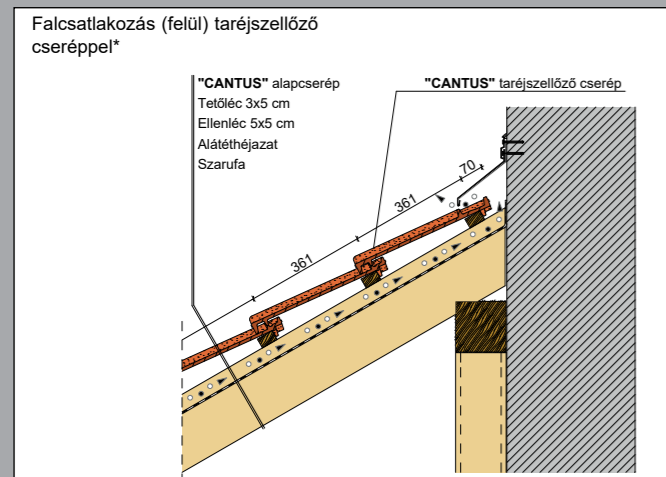 Falcsatlakozás (felül) taréjszellőző
cseréppel*
"CANTUS" alapcserép
Tetőléc 3x5 cm
Ellenléc 5x5 cm
Alátéthéjazat
Szarufa
"CANTUS" taréjszellőző cserép
70
361
361